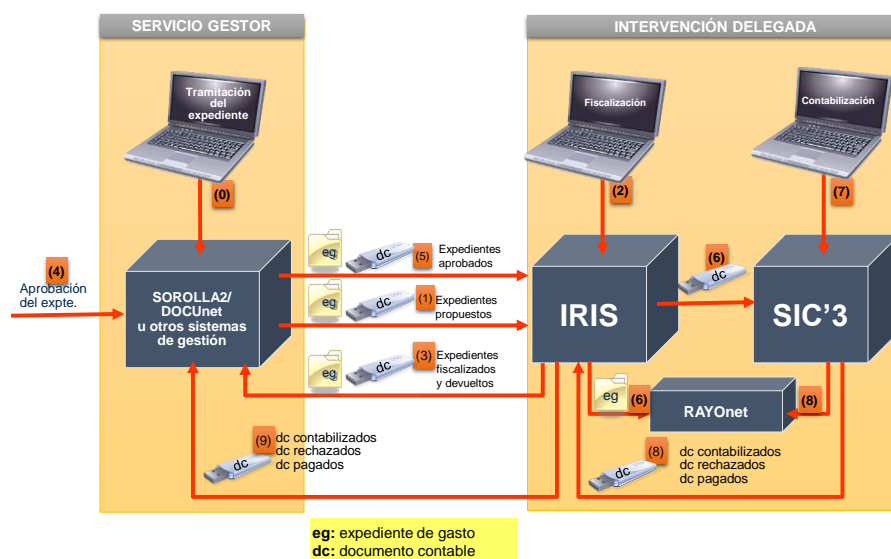 SERVICIO GESTOR
INTERVENCIÓN DELEGADA
Tramitación
del
expediente
Fiscalización
Contabilización
(0)
(2)
(7)
(4)
Aprobación
del expte.
SOROLLA2/
DOCUnet
u otros sistemas
de gestión
eg
dc
(5)
Expedientes
aprobados
eg
dc
(1)
Expedientes
propuestos
eg
dc
(3)
Expedientes
fiscalizados
y devueltos
IRIS
(6)
dc
SIC’3
eg
(6)
RAYOnet
(8)
(9)
dc contabilizados
dc rechazados
dc pagados
dc
(8)
dc contabilizados
dc rechazados
dc pagados
dc
eg: expediente de gasto
dc: documento contable